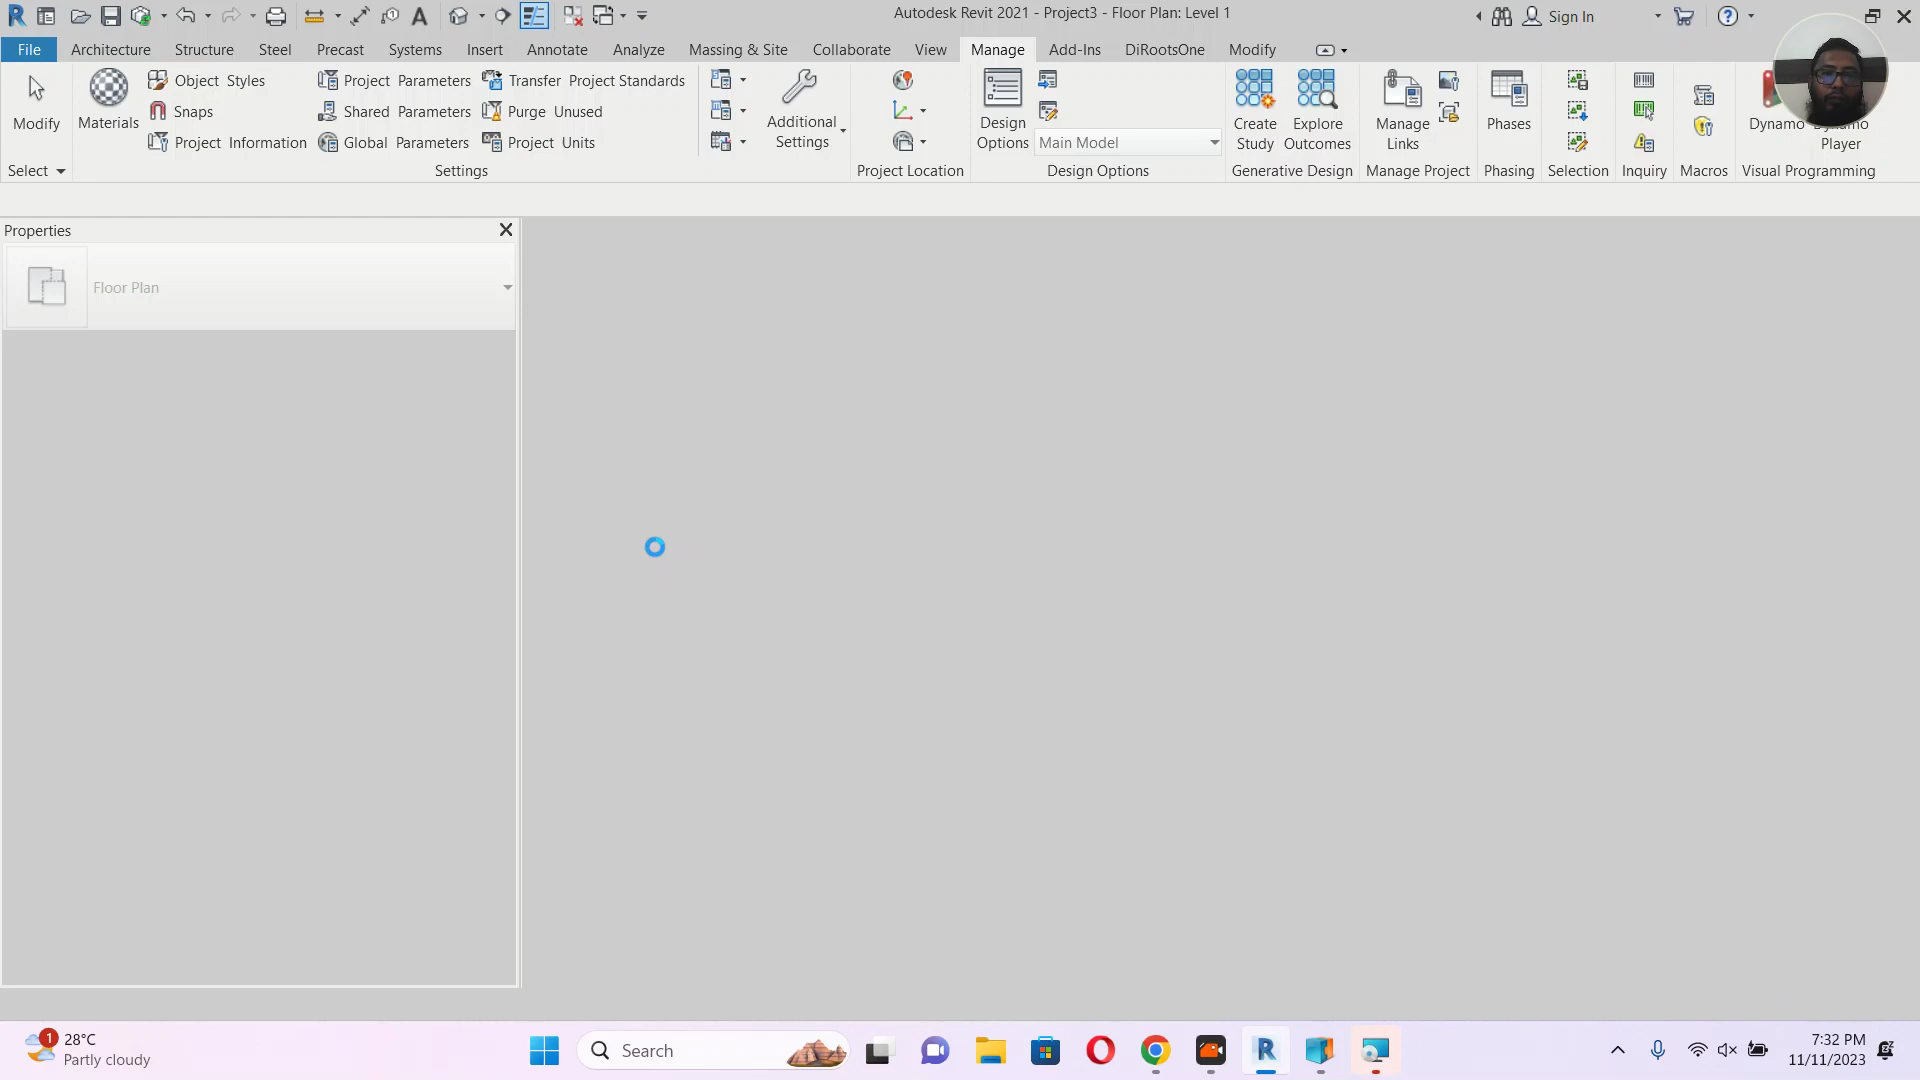 Autodesk Revit 2021 - Project3 - Floor Plan: Level 1
Sign In
File Architecture Structure Steel Precast Systems Insert Annotate Analyze Massing & Site Collaborate View Manage Add-Ins DiRootsOne Modify
Modify
Select
Materials
Object Styles
Snaps
Project Information
Project Parameters
Shared Parameters
Global Parameters
Transfer Project Standards
Purge Unused
Project Units
Settings
Additional
Settings
Project Location
Design
Options
Main Model
Design Options
Create
Study
Explore
Outcomes
Generative Design
Manage
Links
Manage Project
Phases
Phasing
Selection
Inquiry
Macros
Dynamo
Dynamo
Player
Visual Programming
Properties
Floor Plan
1
28°C
Partly cloudy
Search
7:32 PM
11/11/2023